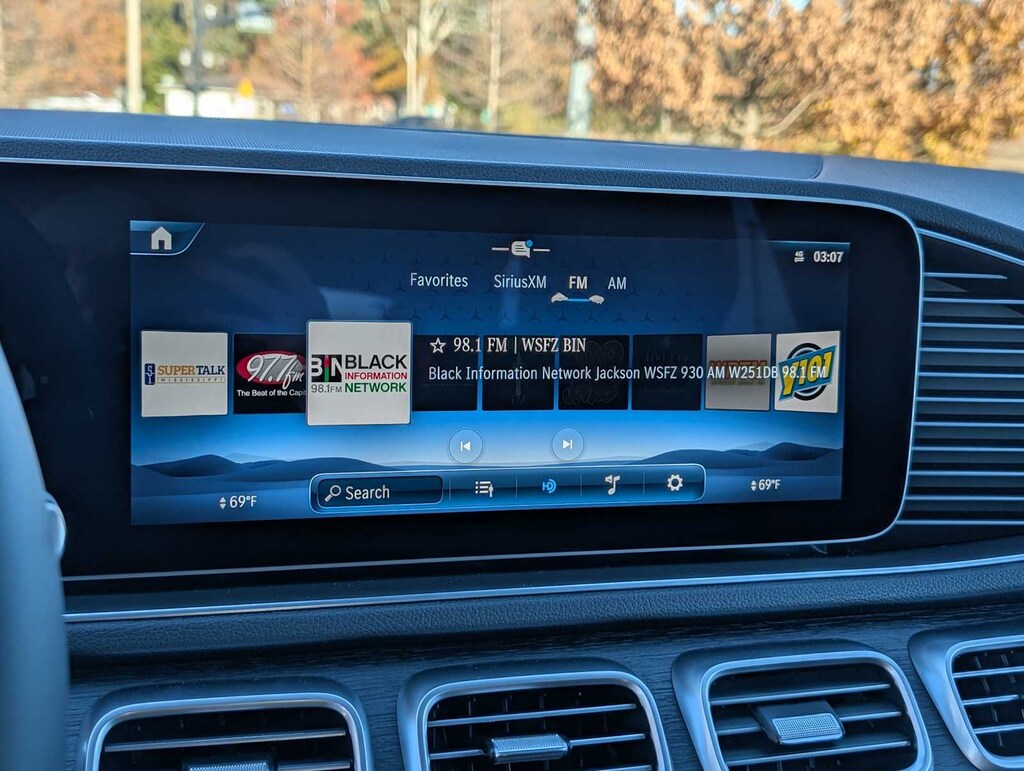 03:07
Favorites SiriusXM FM AM
SUPERTALK
MISSISSIPPI
97.7fm
The Beat of the Capi
BIN BLACK
INFORMATION
98.1FM NETWORK
98.1 FM | WSFZ BIN
Black Information Network Jackson WSFZ 930 AM W251DB 98.1 FM
Y101
69°F
Search
HD
69°F